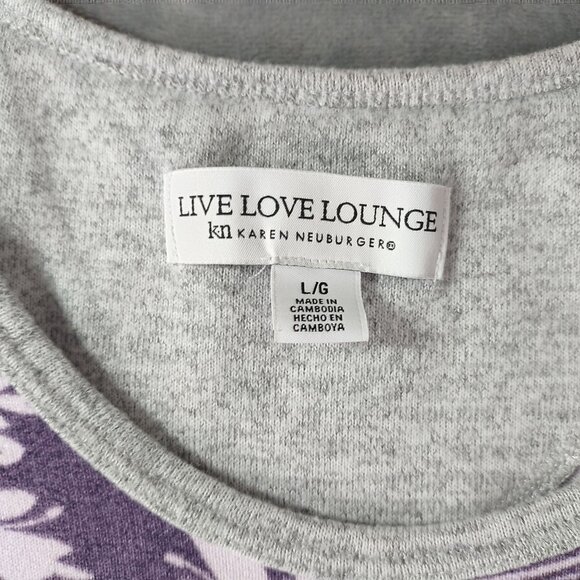 LIVE LOVE LOUNGE
kn KAREN NEUBURGER®
L/G
MADE IN
CAMBODIA
HECHO EN
CAMBOYA